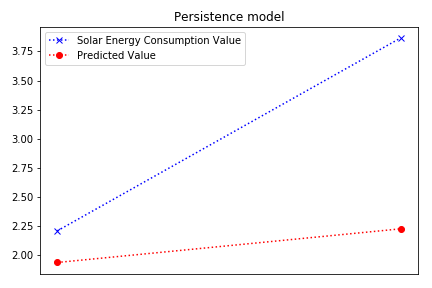 Persistence model
Solar Energy Consumption Value
Predicted Value
3.75
3.50
3.25
3.00
2.75
2.50
2.25
2.00